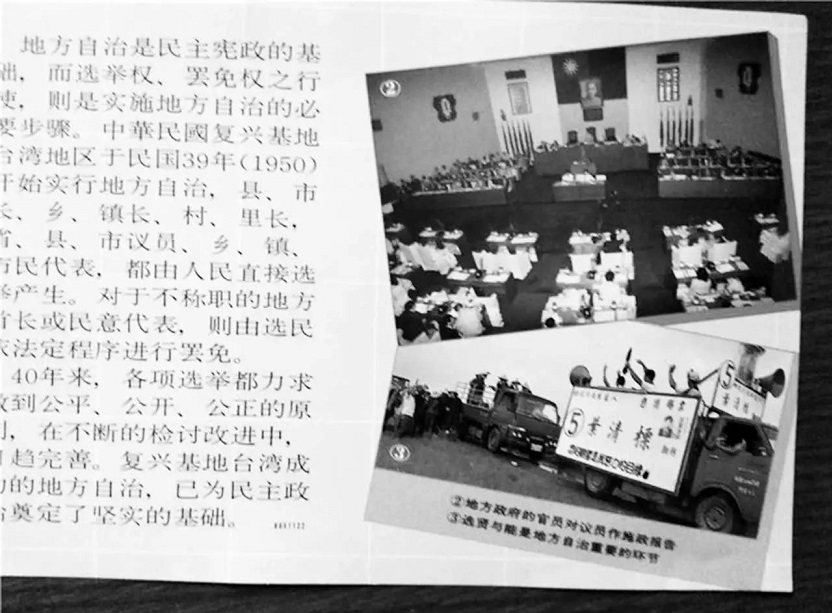 地方自治是民主宪政的基
础，而选举权、罢免权之行
使，则是实施地方自治的必
要步骤。中華民國复兴基地
台湾地区于民国39年(1950)
开始实行地方自治，县、市
长、乡、镇长、村、里长，
省、县、市议员、乡、镇、
市民代表，都由人民直接选
举产生。对于不称职的地方
首长或民意代表，则由选民
依法定程序进行罢免。
40年来，各项选举都力求
做到公平、公开、公正的原
则，在不断的检讨改进中，
日趋完善。复兴基地台湾成
功的地方自治，已为民主政
治奠定了坚实的基础。
②
③
5
5 葉清標
②地方政府的官员对议员作施政报告
③选贤与能是地方自治重要的环节